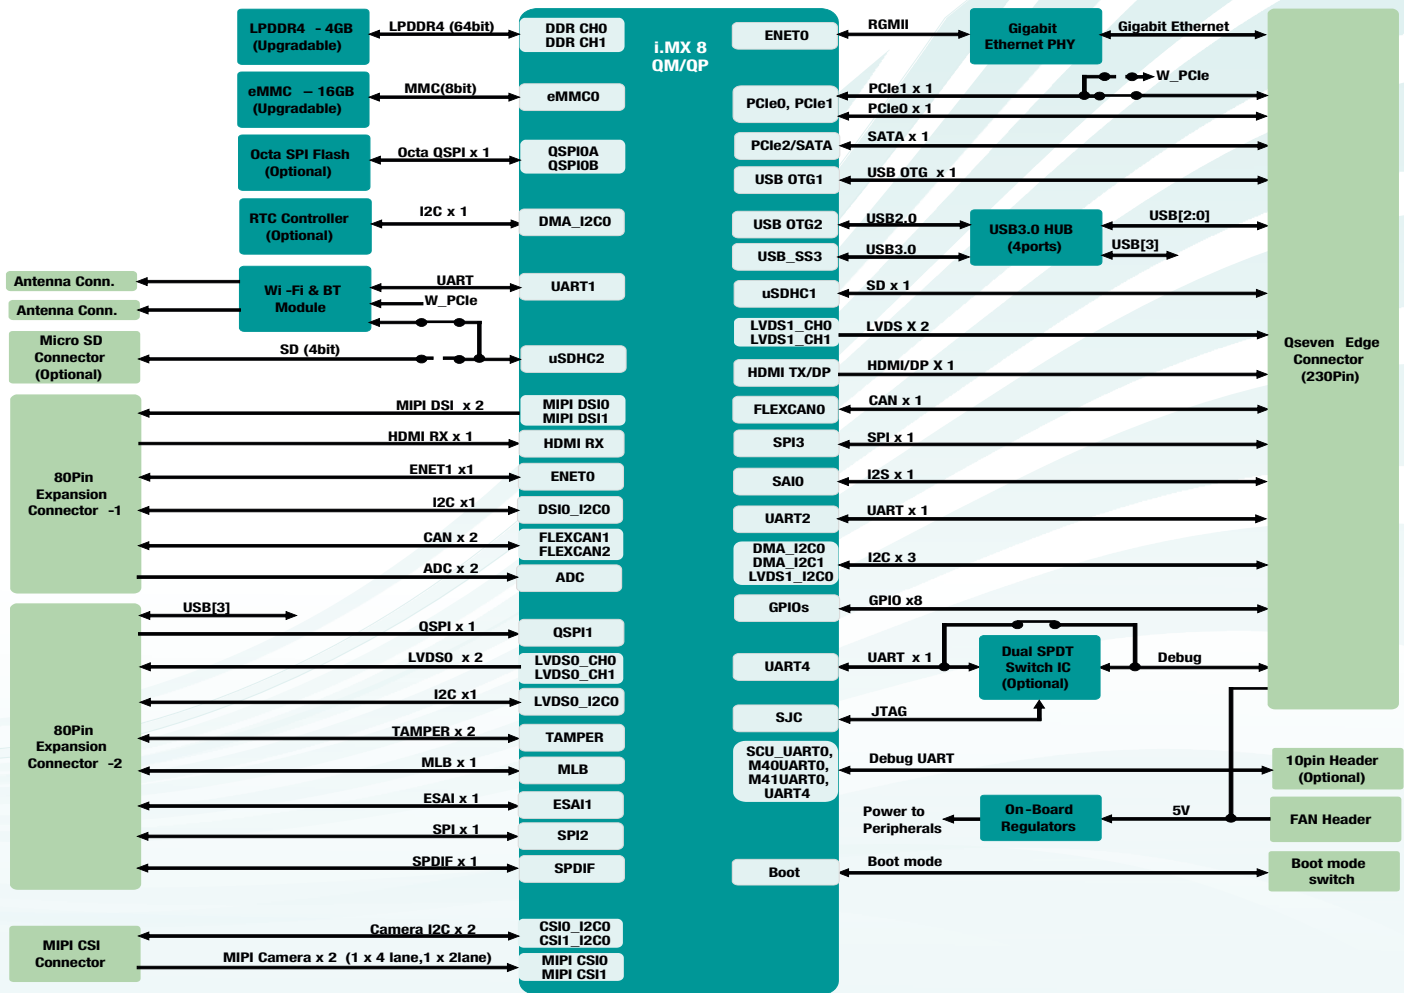 i.MX 8
QM/QP
LPDDR4 - 4GB
(Upgradable)
LPDDR4 (64bit)
DDR CH0
DDR CH1
eMMC – 16GB
(Upgradable)
MMC(8bit)
eMMC0
Octa SPI Flash
(Optional)
Octa QSPI x 1
QSPI0A
QSPI0B
RTC Controller
(Optional)
I2C x 1
DMA_I2C0
Antenna Conn.
Antenna Conn.
Wi -Fi & BT
Module
UART
W_PCIe
UART1
Micro SD
Connector
(Optional)
SD (4bit)
uSDHC2
80Pin
Expansion
Connector -1
MIPI DSI x 2
MIPI DSI0
MIPI DSI1
HDMI RX x 1
HDMI RX
ENET1 x1
ENET0
I2C x1
DSI0_I2C0
CAN x 2
FLEXCAN1
FLEXCAN2
ADC x 2
ADC
80Pin
Expansion
Connector -2
USB[3]
QSPI x 1
QSPI1
LVDS0 x 2
LVDS0_CH0
LVDS0_CH1
I2C x1
LVDS0_I2C0
TAMPER x 2
TAMPER
MLB x 1
MLB
ESAI x 1
ESAI1
SPI x 1
SPI2
SPDIF x 1
SPDIF
MIPI CSI
Connector
Camera I2C x 2
CSI0_I2C0
CSI1_I2C0
MIPI Camera x 2 (1 x 4 lane,1 x 2lane)
MIPI CSI0
MIPI CSI1
ENET0
RGMII
Gigabit
Ethernet PHY
Gigabit Ethernet
PCIe0, PCIe1
PCIe1 x 1
W_PCIe
PCIe0 x 1
PCIe2/SATA
SATA x 1
USB OTG1
USB OTG x 1
USB OTG2
USB2.0
USB3.0 HUB
(4ports)
USB[2:0]
USB[3]
USB_SS3
USB3.0
uSDHC1
SD x 1
LVDS1_CH0
LVDS1_CH1
LVDS X 2
HDMI TX/DP
HDMI/DP X 1
FLEXCAN0
CAN x 1
SPI3
SPI x 1
SAI0
I2S x 1
UART2
UART x 1
DMA_I2C0
DMA_I2C1
LVDS1_I2C0
I2C x 3
GPIOs
GPIO x8
UART4
UART x 1
Dual SPDT
Switch IC
(Optional)
Debug
SJC
JTAG
SCU_UART0,
M40UART0,
M41UART0,
UART4
Debug UART
Power to
Peripherals
On-Board
Regulators
5V
Boot
Boot mode
Qseven Edge
Connector
(230Pin)
10pin Header
(Optional)
FAN Header
Boot mode
switch